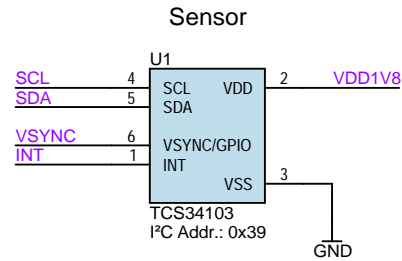 Sensor
U1
SCL 4 SCL VDD 2 VDD1V8
SDA 5 SDA
VSYNC 6 VSYNC/GPIO
INT 1 INT
VSS 3
TCS34103
I²C Addr.: 0x39
GND